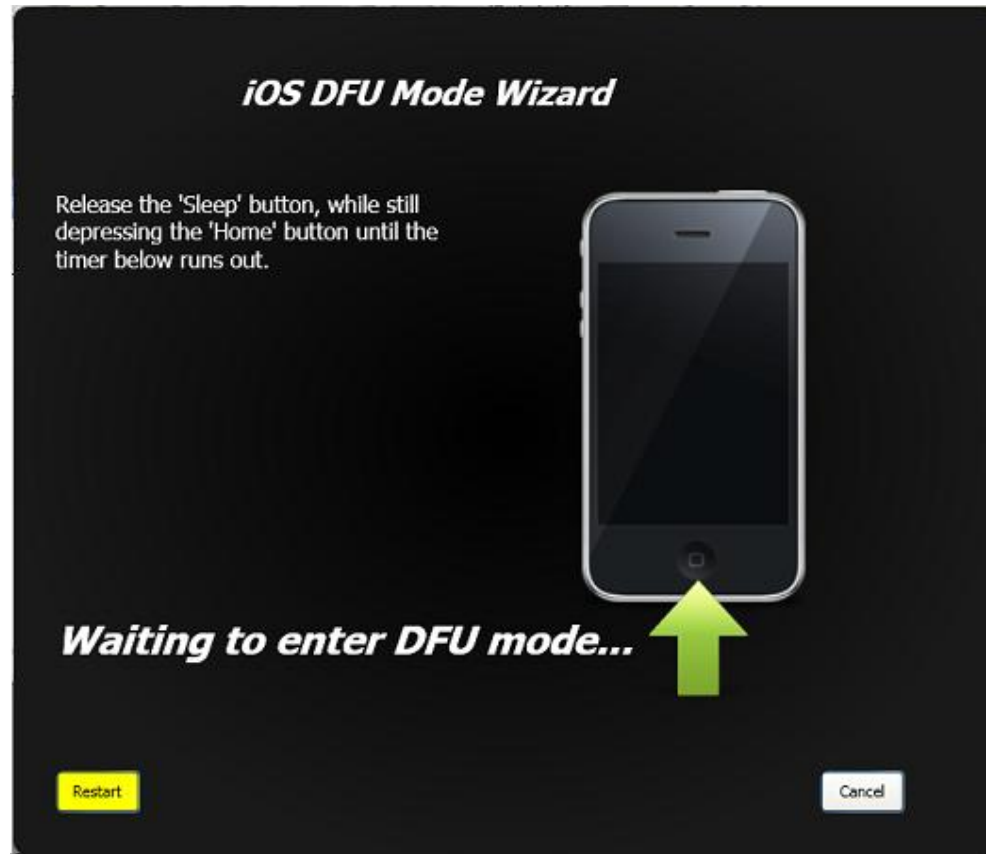 iOS DFU Mode Wizard
Release the 'Sleep' button, while still
depressing the 'Home' button until the
timer below runs out.
Waiting to enter DFU mode...
Restart
Cancel